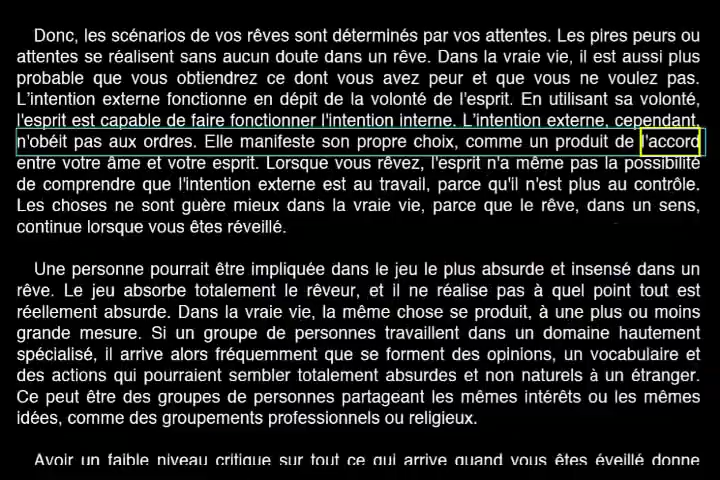 Donc, les scénarios de vos rêves sont déterminés par vos attentes. Les pires peurs ou
attentes se réalisent sans aucun doute dans un rêve. Dans la vraie vie, il est aussi plus
probable que vous obtiendrez ce dont vous avez peur et que vous ne voulez pas.
L'intention externe fonctionne en dépit de la volonté de l'esprit. En utilisant sa volonté,
l'esprit est capable de faire fonctionner l'intention interne. L'intention externe, cependant,
n'obéit pas aux ordres. Elle manifeste son propre choix, comme un produit de l'accord
entre votre âme et votre esprit. Lorsque vous rêvez, l'esprit n'a même pas la possibilité
de comprendre que l'intention externe est au travail, parce qu'il n'est plus au contrôle.
Les choses ne sont guère mieux dans la vraie vie, parce que le rêve, dans un sens,
continue lorsque vous êtes réveillé.
Une personne pourrait être impliquée dans le jeu le plus absurde et insensé dans un
rêve. Le jeu absorbe totalement le rêveur, et il ne réalise pas à quel point tout est
réellement absurde. Dans la vraie vie, la même chose se produit, à une plus ou moins
grande mesure. Si un groupe de personnes travaillent dans un domaine hautement
spécialisé, il arrive alors fréquemment que se forment des opinions, un vocabulaire et
des actions qui pourraient sembler totalement absurdes et non naturels à un étranger.
Ce peut être des groupes de personnes partageant les mêmes intérêts ou les mêmes
idées, comme des groupements professionnels ou religieux.
Avoir un faible niveau critique sur tout ce qui arrive quand vous êtes éveillé donne